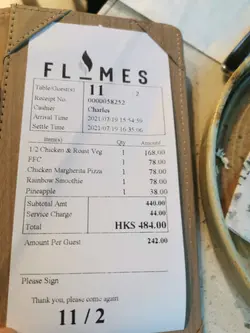 FLAMES
Table/Guest(s) 11 2
Receipt No. 0000058252
Cashier Charles
Arrival Time 2021/07/19 15:54:59
Settle Time 2021/07/19 16:35:06
Item(s) Qty Amount
1/2 Chicken & Roast Veg 1 168.00
FFC 1 78.00
Chicken Margherita Pizza 1 78.00
Rainbow Smoothie 1 78.00
Pineapple 1 38.00
Subtotal Amt 440.00
Service Charge 44.00
Total HKS 484.00
Amount Per Guest 242.00
Please Sign
Thank you, please come again
11 / 2